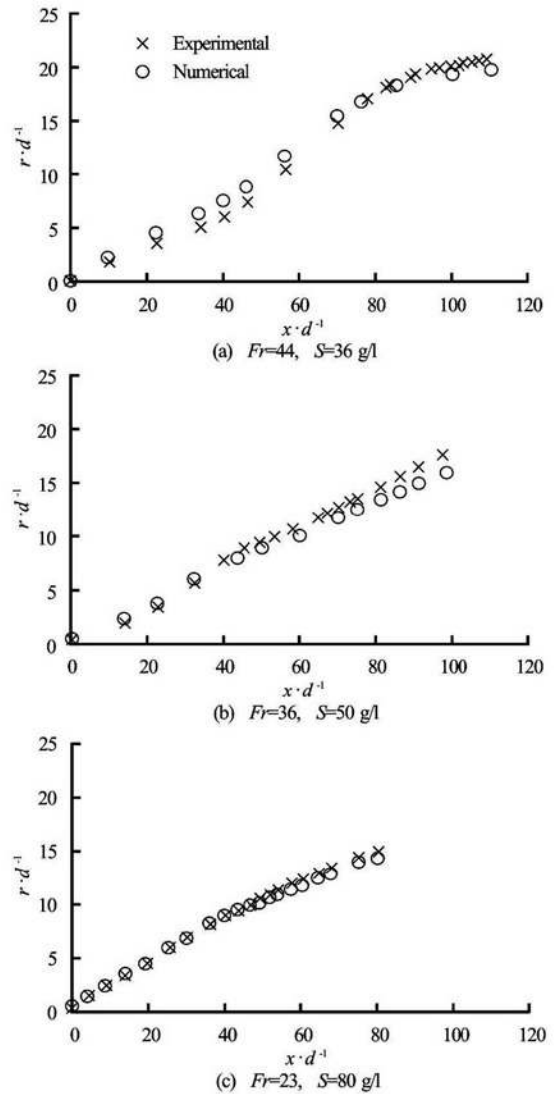 25
× Experimental
○ Numerical
20
15
r · d⁻¹
10
5
0
0 20 40 60 80 100 120
x · d⁻¹
(a) Fr=44, S=36 g/l
25
20
15
r · d⁻¹
10
5
0
0 20 40 60 80 100 120
x · d⁻¹
(b) Fr=36, S=50 g/l
25
20
15
r · d⁻¹
10
5
0
0 20 40 60 80 100 120
x · d⁻¹
(c) Fr=23, S=80 g/l